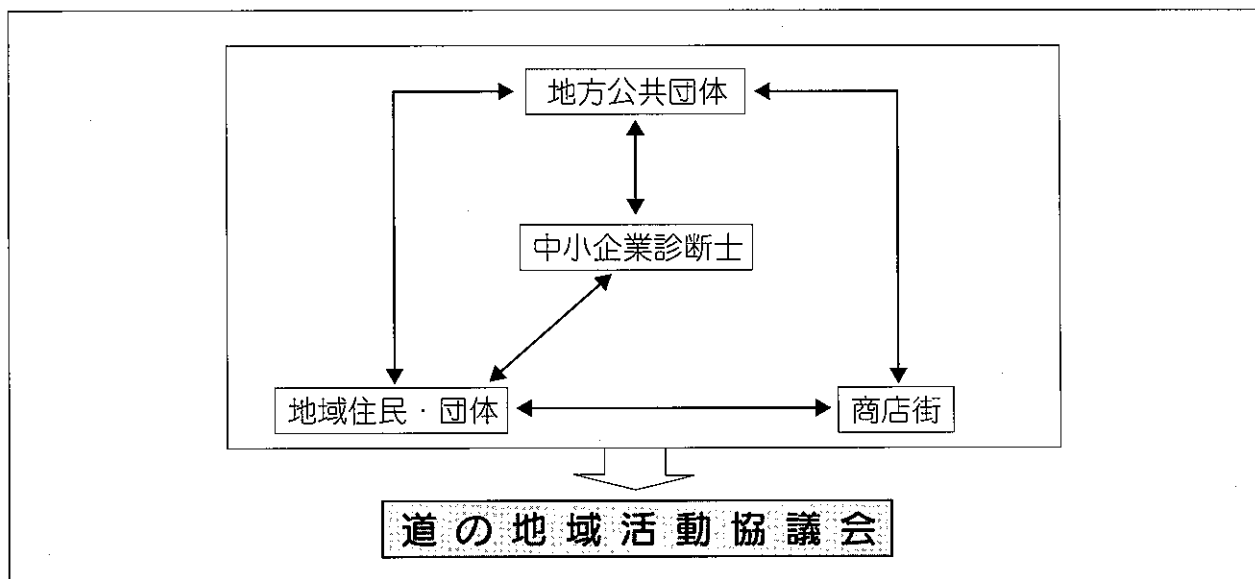 地方公共団体
中小企業診断士
地域住民・団体
商店街
道の地域活動協議会